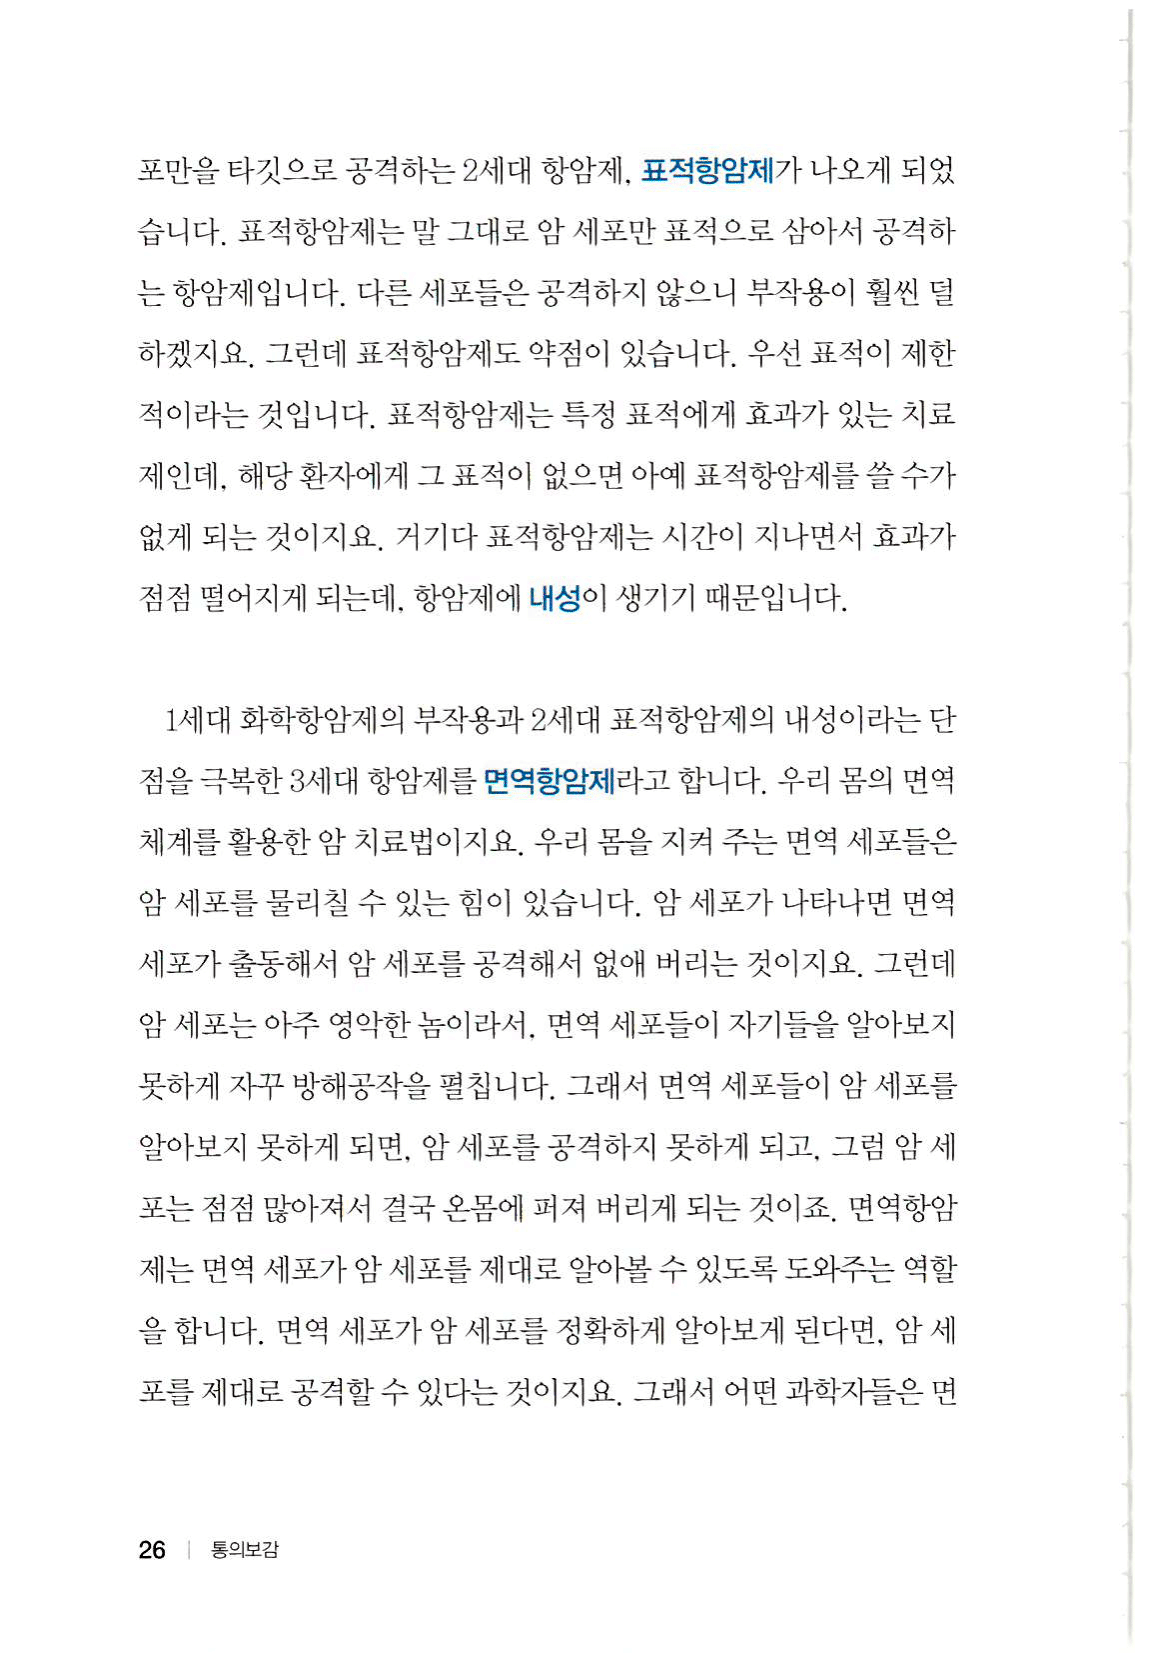 포만을 타깃으로 공격하는 2세대 항암제, 표적항암제가 나오게 되었
습니다. 표적항암제는 말 그대로 암 세포만 표적으로 삼아서 공격하
는 항암제입니다. 다른 세포들은 공격하지 않으니 부작용이 훨씬 덜
하겠지요. 그런데 표적항암제도 약점이 있습니다. 우선 표적이 제한
적이라는 것입니다. 표적항암제는 특정 표적에게 효과가 있는 치료
제인데, 해당 환자에게 그 표적이 없으면 아예 표적항암제를 쓸 수가
없게 되는 것이지요. 거기다 표적항암제는 시간이 지나면서 효과가
점점 떨어지게 되는데, 항암제에 내성이 생기기 때문입니다.
1세대 화학항암제의 부작용과 2세대 표적항암제의 내성이라는 단
점을 극복한 3세대 항암제를 면역항암제라고 합니다. 우리 몸의 면역
체계를 활용한 암 치료법이지요. 우리 몸을 지켜 주는 면역 세포들은
암 세포를 물리칠 수 있는 힘이 있습니다. 암 세포가 나타나면 면역
세포가 출동해서 암 세포를 공격해서 없애 버리는 것이지요. 그런데
암 세포는 아주 영악한 놈이라서, 면역 세포들이 자기들을 알아보지
못하게 자꾸 방해공작을 펼칩니다. 그래서 면역 세포들이 암 세포를
알아보지 못하게 되면, 암 세포를 공격하지 못하게 되고, 그럼 암 세
포는 점점 많아져서 결국 온몸에 퍼져 버리게 되는 것이죠. 면역항암
제는 면역 세포가 암 세포를 제대로 알아볼 수 있도록 도와주는 역할
을 합니다. 면역 세포가 암 세포를 정확하게 알아보게 된다면, 암 세
포를 제대로 공격할 수 있다는 것이지요. 그래서 어떤 과학자들은 면
26 | 통의보감